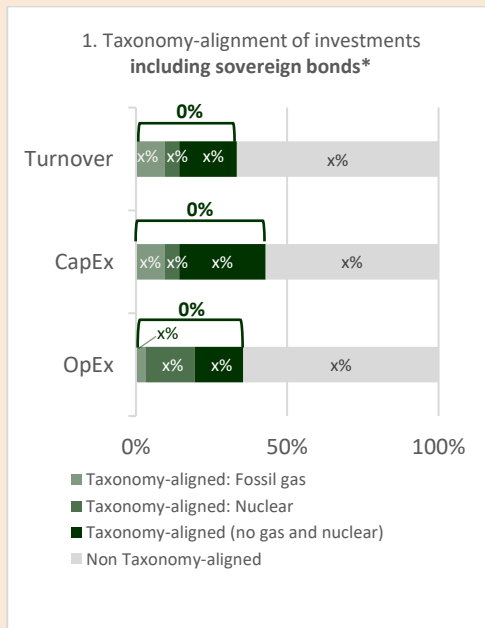 1. Taxonomy-alignment of investments
including sovereign bonds*
0%
Turnover
x% x% x% x%
0%
CapEx
x% x% x% x%
0%
x%
OpEx
x% x% x%
0% 50% 100%
Taxonomy-aligned: Fossil gas
Taxonomy-aligned: Nuclear
Taxonomy-aligned (no gas and nuclear)
Non Taxonomy-aligned